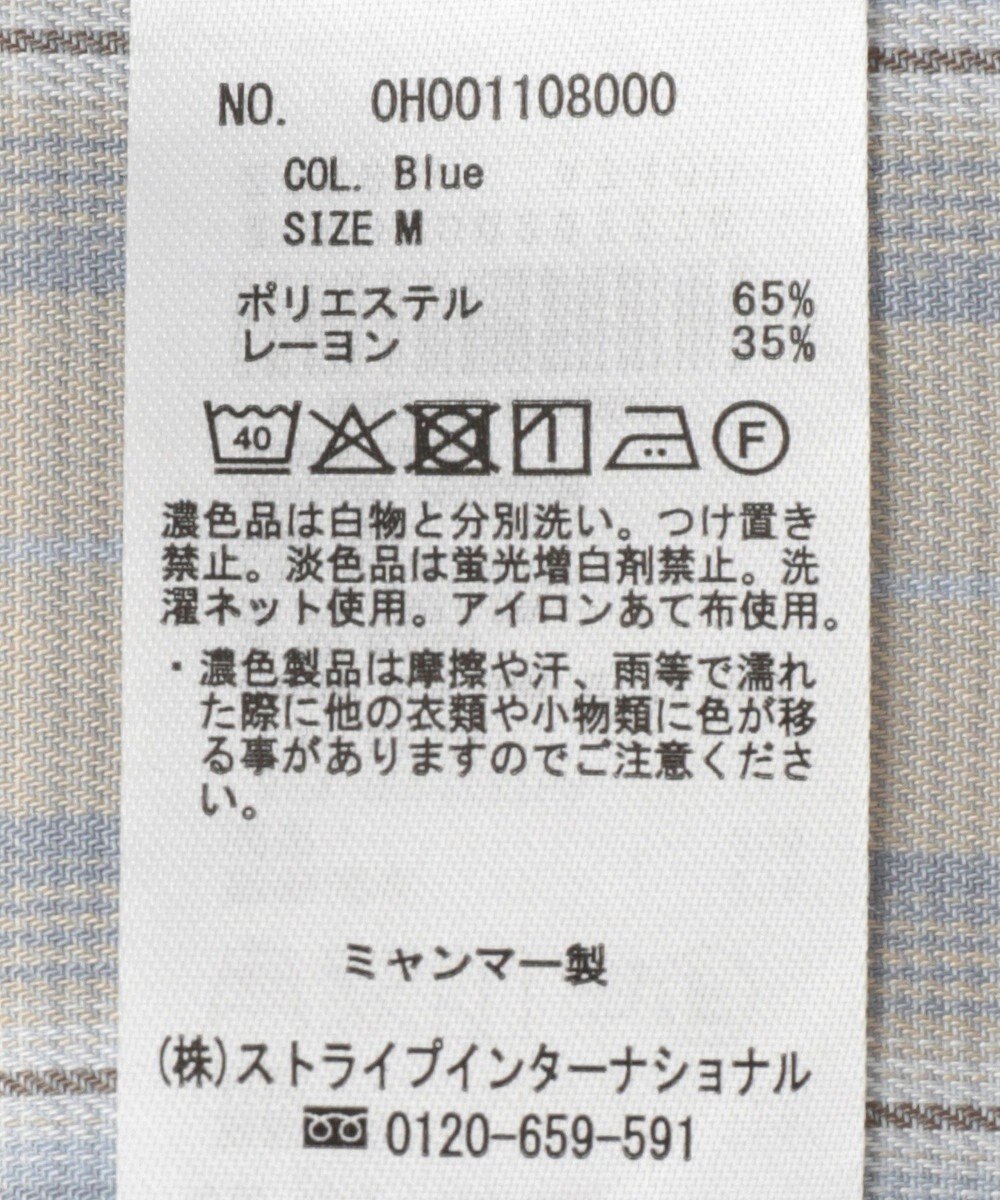 NO. 0H001108000
COL. Blue
SIZE M
ポリエステル 65%
レーヨン 35%
40 F
濃色品は白物と分別洗い。つけ置き
禁止。淡色品は蛍光増白剤禁止。洗
濯ネット使用。アイロンあて布使用。
・濃色製品は摩擦や汗、雨等で濡れ
た際に他の衣類や小物類に色が移
る事がありますのでご注意くださ
い。
ミャンマー製
(株)ストライプインターナショナル
0120-659-591